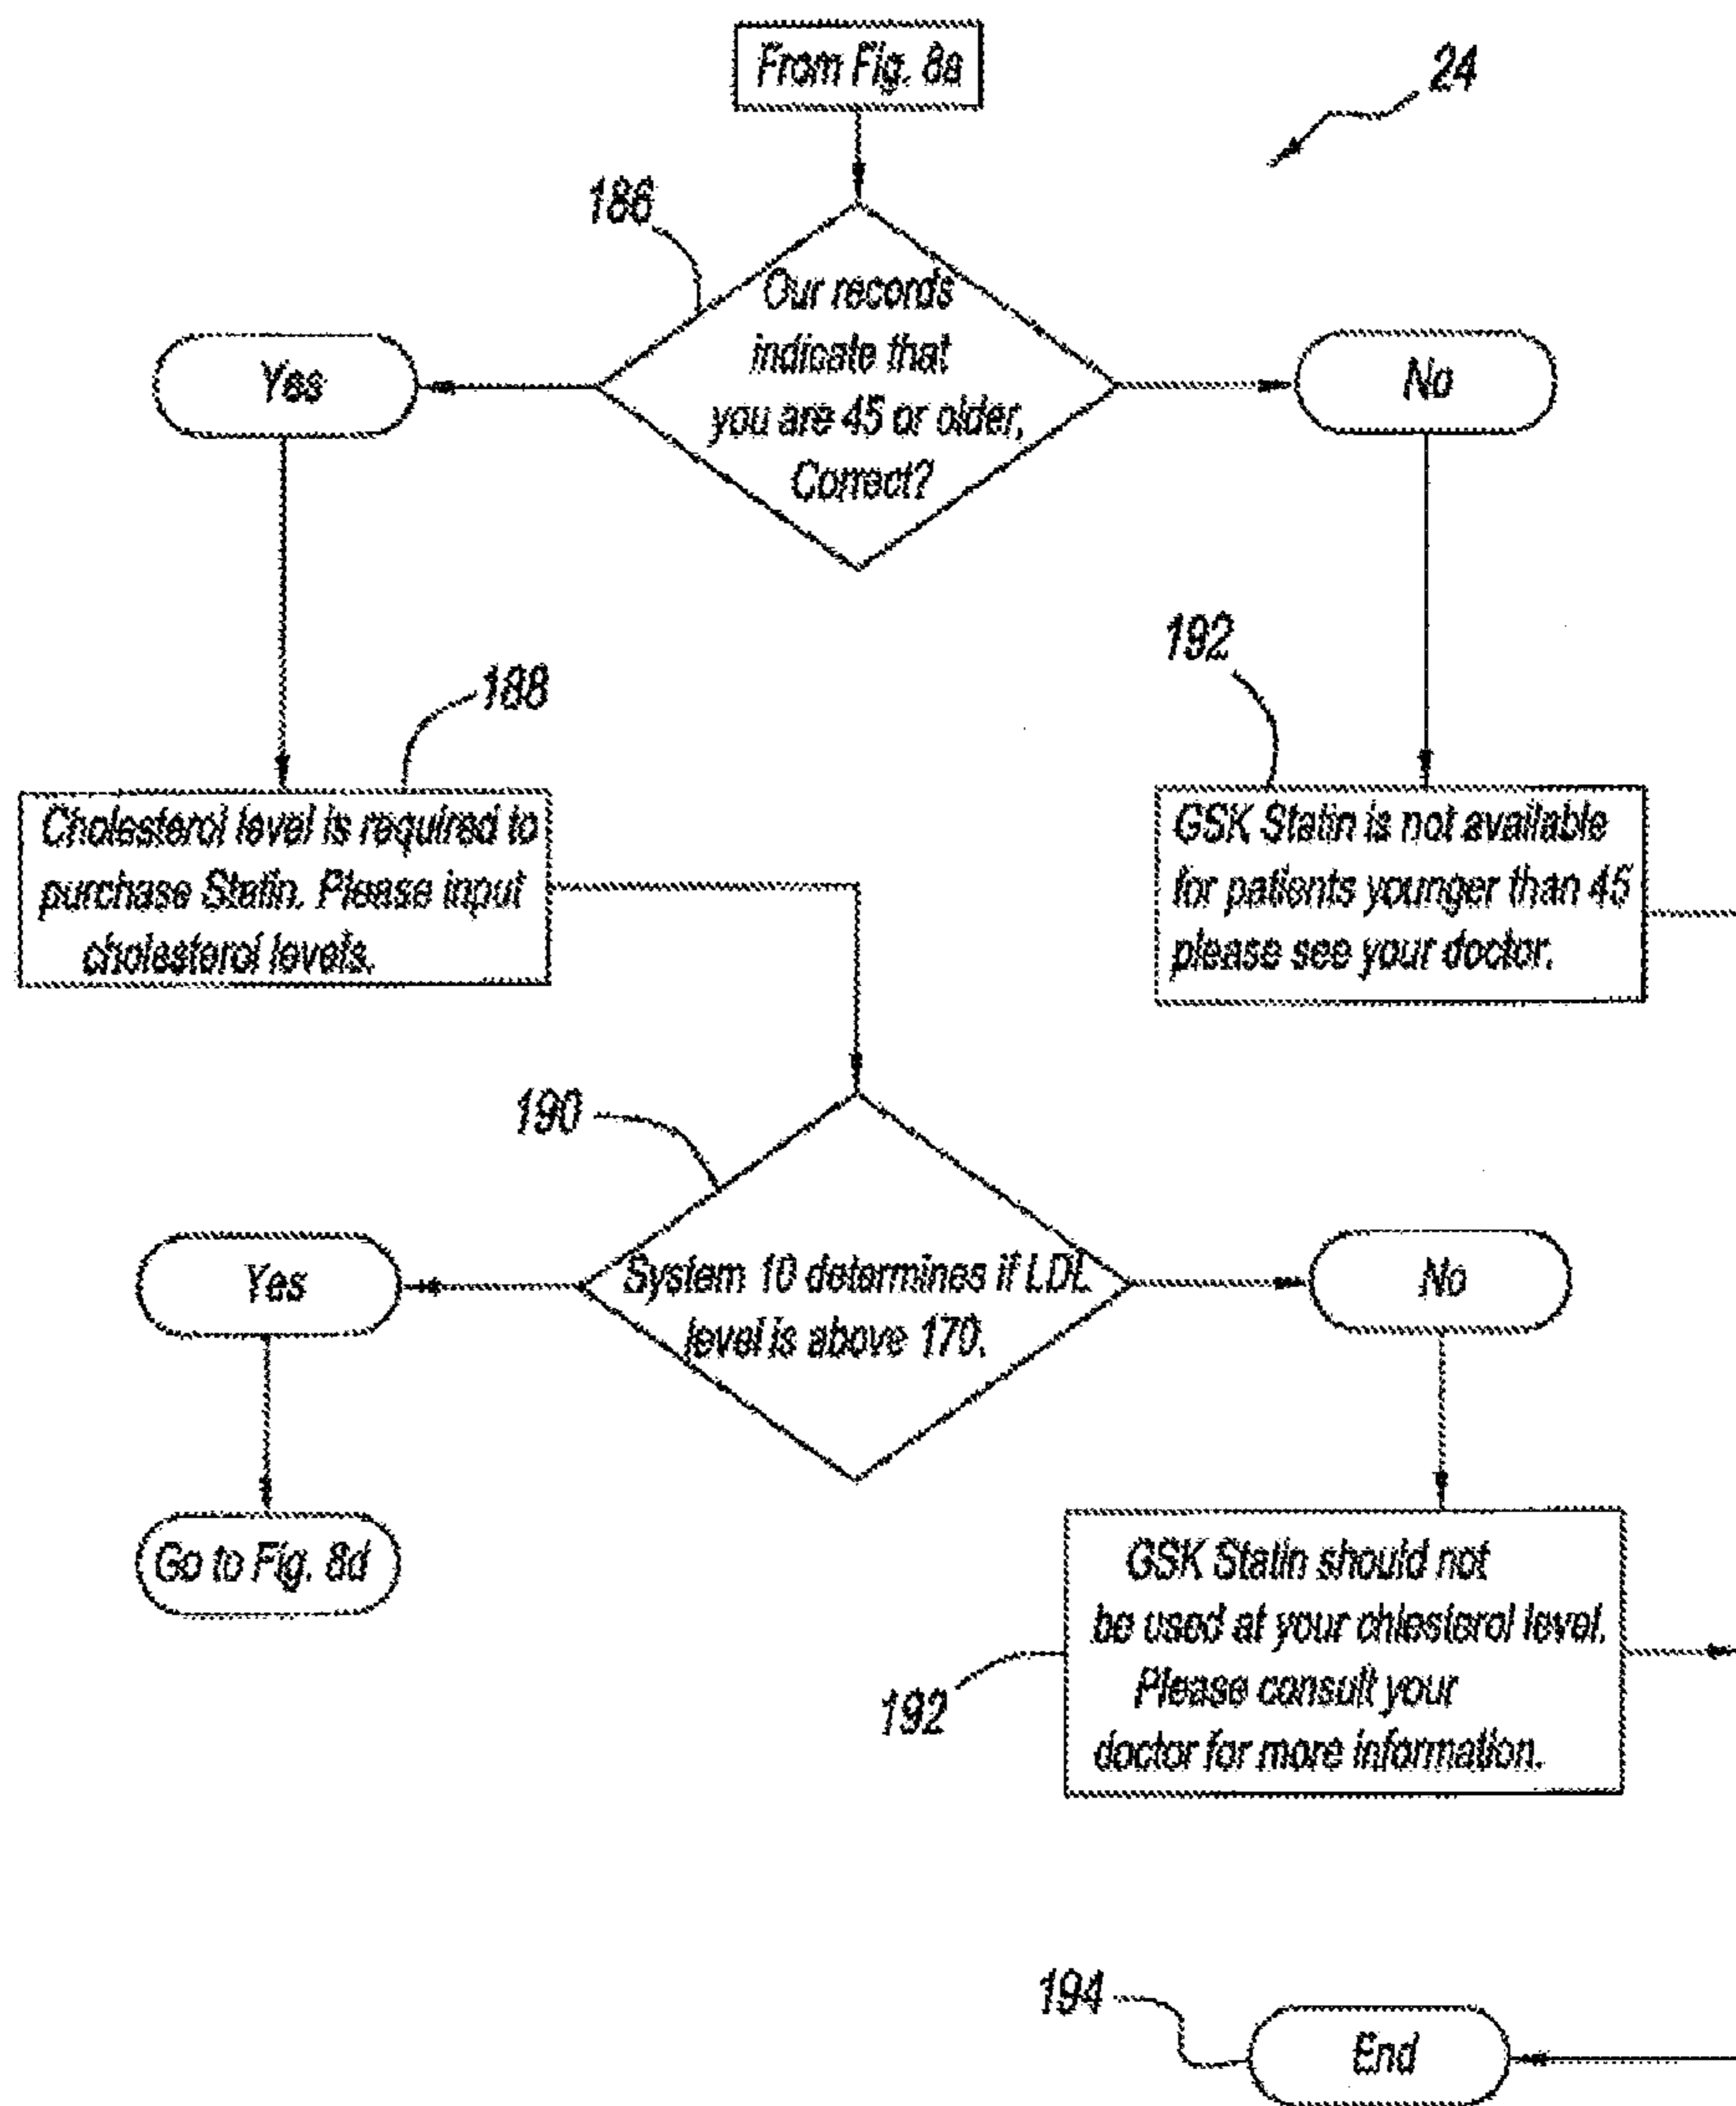 From Fig. 8a
24
186
Our records
indicate that
you are 45 or older,
Correct?
Yes
No
188
192
Cholesterol level is required to
purchase Statin. Please input
cholesterol levels.
GSK Statin is not available
for patients younger than 45
please see your doctor.
190
System 10 determines if LDL
level is above 170.
Yes
No
Go to Fig. 8d
GSK Statin should not
be used at your chlesterol level.
Please consult your
doctor for more information.
192
194
End